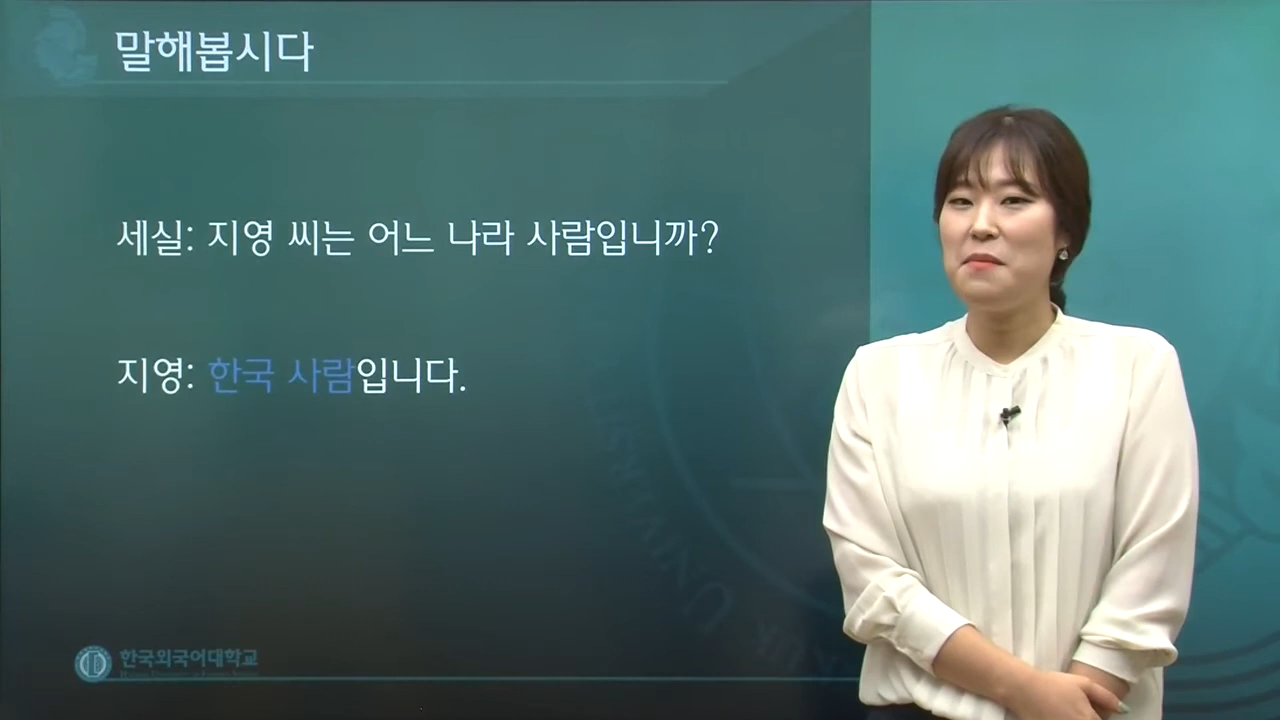 말해봅시다
세실: 지영 씨는 어느 나라 사람입니까?
지영: 한국 사람입니다.
한국외국어대학교